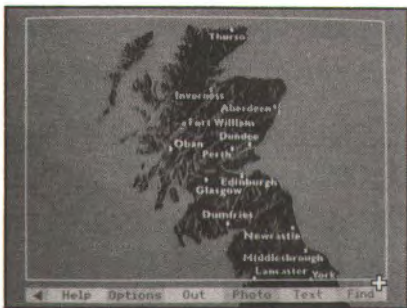 Thurso
Inverness
Aberdeen
Fort William
Dundee
Oban
Perth
Edinburgh
Glasgow
Dumfries
Newcastle
Middlesbrough
Lancaster York
Help Options Out Photo Text Find